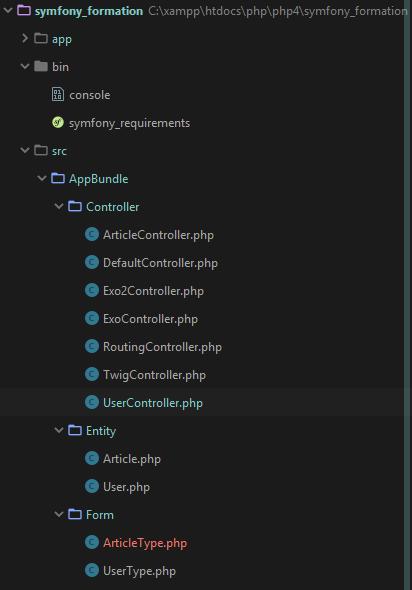 symfony_formation C:\xampp\htdocs\php\php4\symfony_formation
app
bin
console
symfony_requirements
src
AppBundle
Controller
ArticleController.php
DefaultController.php
Exo2Controller.php
ExoController.php
RoutingController.php
TwigController.php
UserController.php
Entity
Article.php
User.php
Form
ArticleType.php
UserType.php